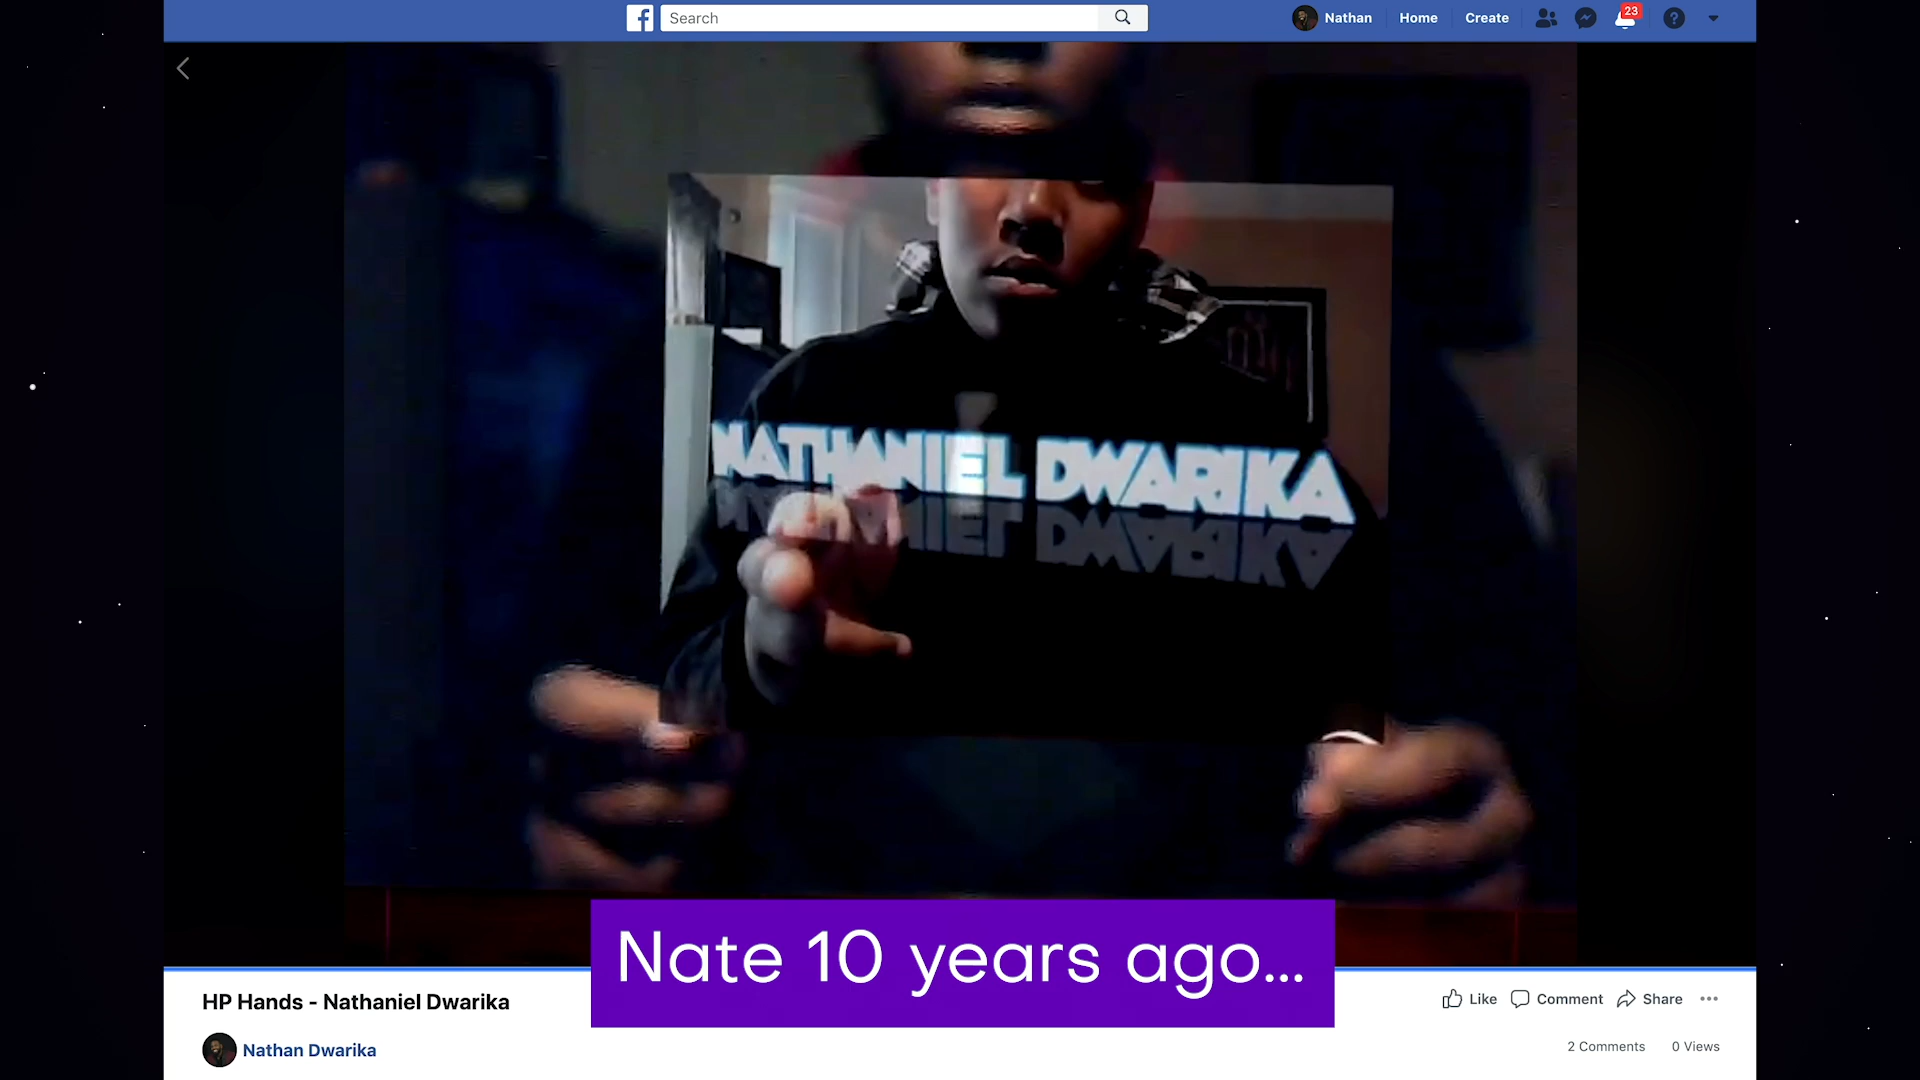 Search
Nathan
Home
Create
23
NATHANIEL DWARIKA
Nate 10 years ago...
HP Hands - Nathaniel Dwarika
Like
Comment
Share
Nathan Dwarika
2 Comments
0 Views